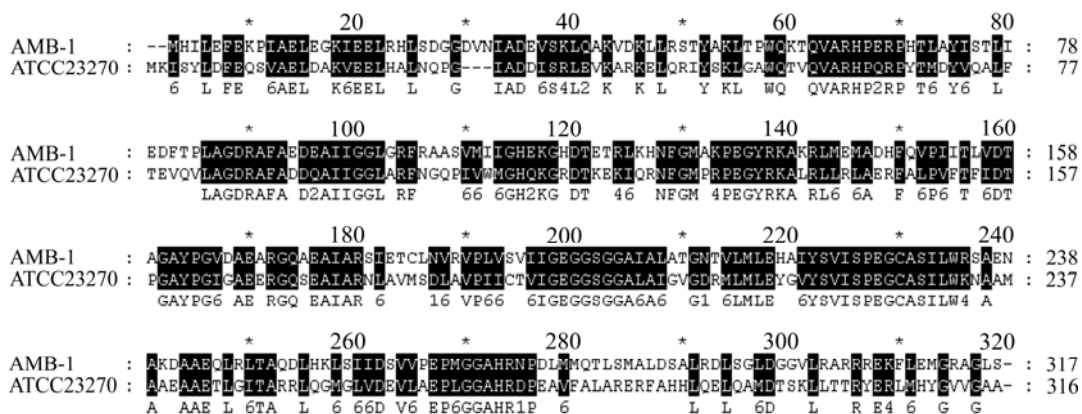 * 20 * 40 * 60 * 80
AMB-1 : --MHILEFEKPIAELEGKIEELRHLSDGGDVNIADEVSKLQAKVDKLLRSTYAKLTPWQKTQVARHPERPHTLAYISTLI : 78
ATCC23270 : MKISYLDFEQSVAELDAKVEELHALNQPG---IADDISRLEVKARKELQRIYSKLGAWQTVQVARHPQRPYTMDYVQALF : 77
6 L FE 6AEL K6EEL L G IAD 6S4L2 K K L Y KL WQ QVARHP2RP T6 Y6 L
* 100 * 120 * 140 * 160
AMB-1 : EDFTPLAGDRAFAEDEAIIGGLGRFRAASVMIIGHEKGHDTETRLKHNFGMAKPEGYRKAKRLMEMADHFQVPIITLVDT : 158
ATCC23270 : TEVQVLAGDRAFADDQAIIGGLARFNGQPIVWMGHQKGRDTKEKIQRNFGMPRPEGYRKALRLLRLAERFALPVFTFIDT : 157
LAGDRAFA D2AIIGGL RF 66 6GH2KG DT 46 NFGM 4PEGYRKA RL6 6A F 6P6 T 6DT
* 180 * 200 * 220 * 240
AMB-1 : AGAYPGVDAEARGQAEAIARSIETCLNVRVPLVSVIIGEGGSGGAIALATGNTVLMLEHAIYSVISPEGCASILWRSAEN : 238
ATCC23270 : PGAYPGIGAEERGQSEAIARNLAVMSDLAVPIICTVIGEGGSGGALAIGVGDRMLMLEYGVYSVISPEGCASILWKNAAM : 237
GAYPG6 AE RGQ EAIAR 6 16 VP66 6IGEGGSGGA6A6 G1 6LMLE 6YSVISPEGCASILW4 A
* 260 * 280 * 300 * 320
AMB-1 : AKDAAEQLRLTAQDLHKLSIIDSVVPEPMGGAHRNPDLMMQTLSMALDSALRDLSGLDGGVLRARRREKFLEMGRAGLS- : 317
ATCC23270 : AAEAAETLGITARRLQGMGLVDEVLAEPLGGAHRDPEAVFALARERFAHHLQELQAMDTSKLLTTRYERLMHYGVVGAA- : 316
A AAE L 6TA L 6 66D V6 EP6GGAHR1P 6 L L 6D L R E4 6 G G